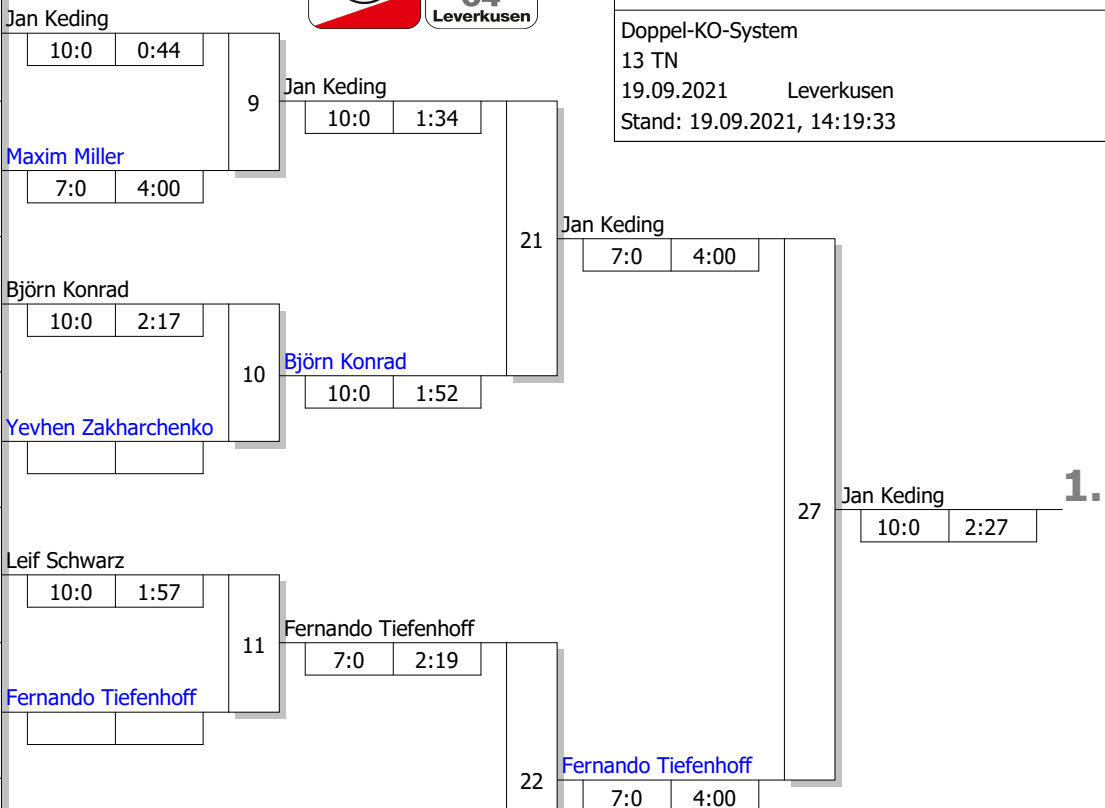 Leverkusen
Doppel-KO-System
13 TN
19.09.2021 Leverkusen
Stand: 19.09.2021, 14:19:33
Jan Keding
10:0 0:44
9
Maxim Miller
7:0 4:00
Björn Konrad
10:0 2:17
10
Yevhen Zakharchenko
Leif Schwarz
10:0 1:57
11
Fernando Tiefenhoff
Jan Keding
10:0 1:34
21
Björn Konrad
10:0 1:52
Fernando Tiefenhoff
7:0 2:19
22
Jan Keding
7:0 4:00
27
Fernando Tiefenhoff
7:0 4:00
Jan Keding
10:0 2:27
1.